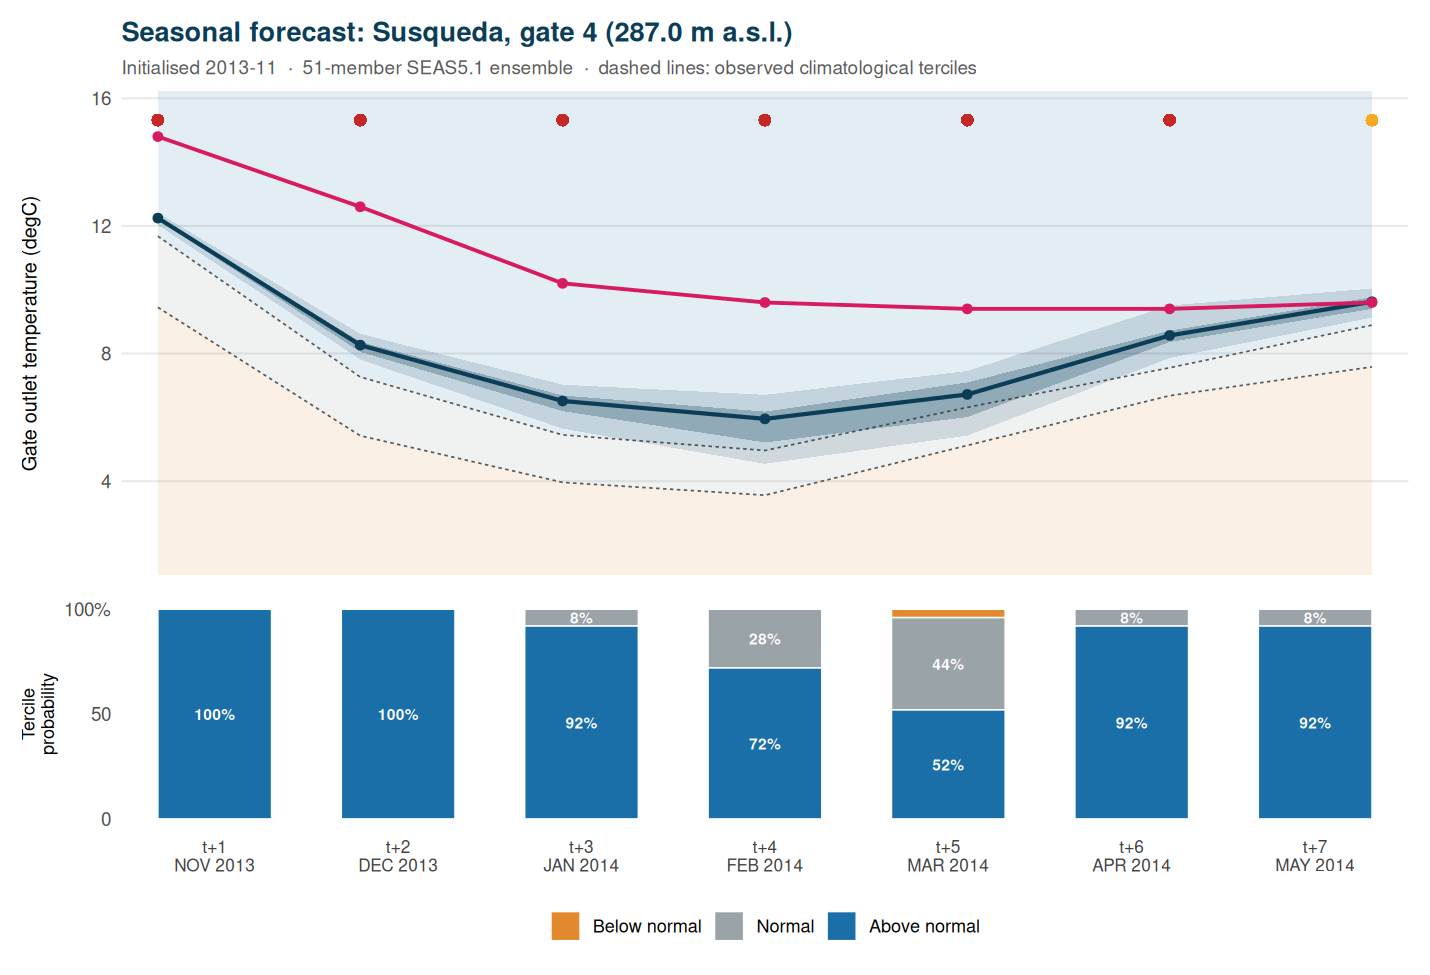 Seasonal forecast: Susqueda, gate 4 (287.0 m a.s.l.)
Initialised 2013-11 · 51-member SEAS5.1 ensemble · dashed lines: observed climatological terciles
Gate outlet temperature (degC)
16
12
8
4
Tercile
probability
100%
50
0
100%
100%
8%
92%
28%
72%
44%
52%
8%
92%
8%
92%
t+1
NOV 2013
t+2
DEC 2013
t+3
JAN 2014
t+4
FEB 2014
t+5
MAR 2014
t+6
APR 2014
t+7
MAY 2014
Below normal
Normal
Above normal